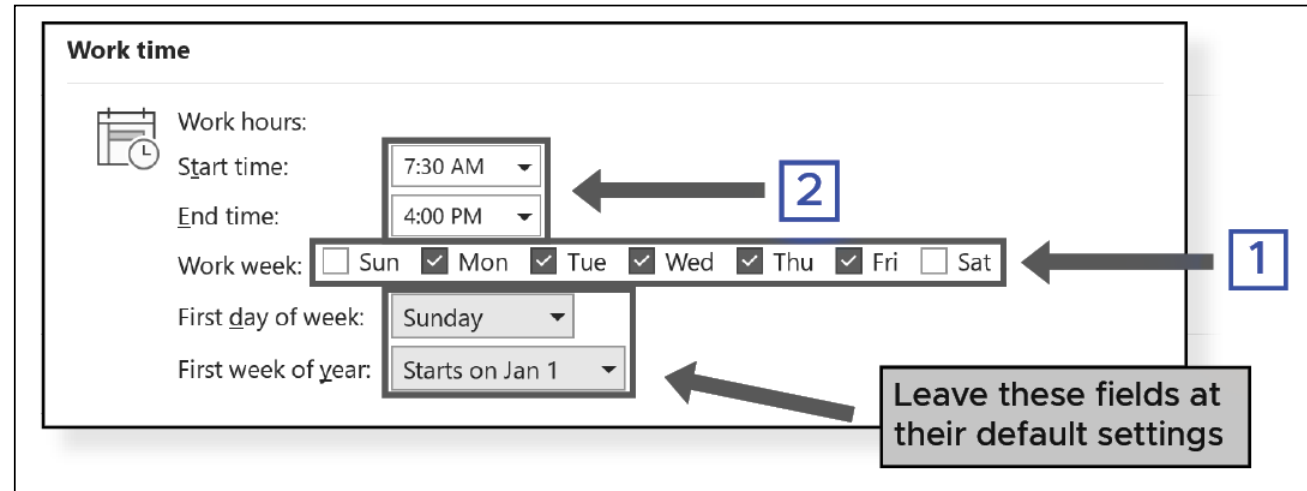 Work time
Work hours:
Start time: 7:30 AM
2
End time: 4:00 PM
Work week: Sun Mon Tue Wed Thu Fri Sat
1
First day of week: Sunday
First week of year: Starts on Jan 1
Leave these fields at
their default settings